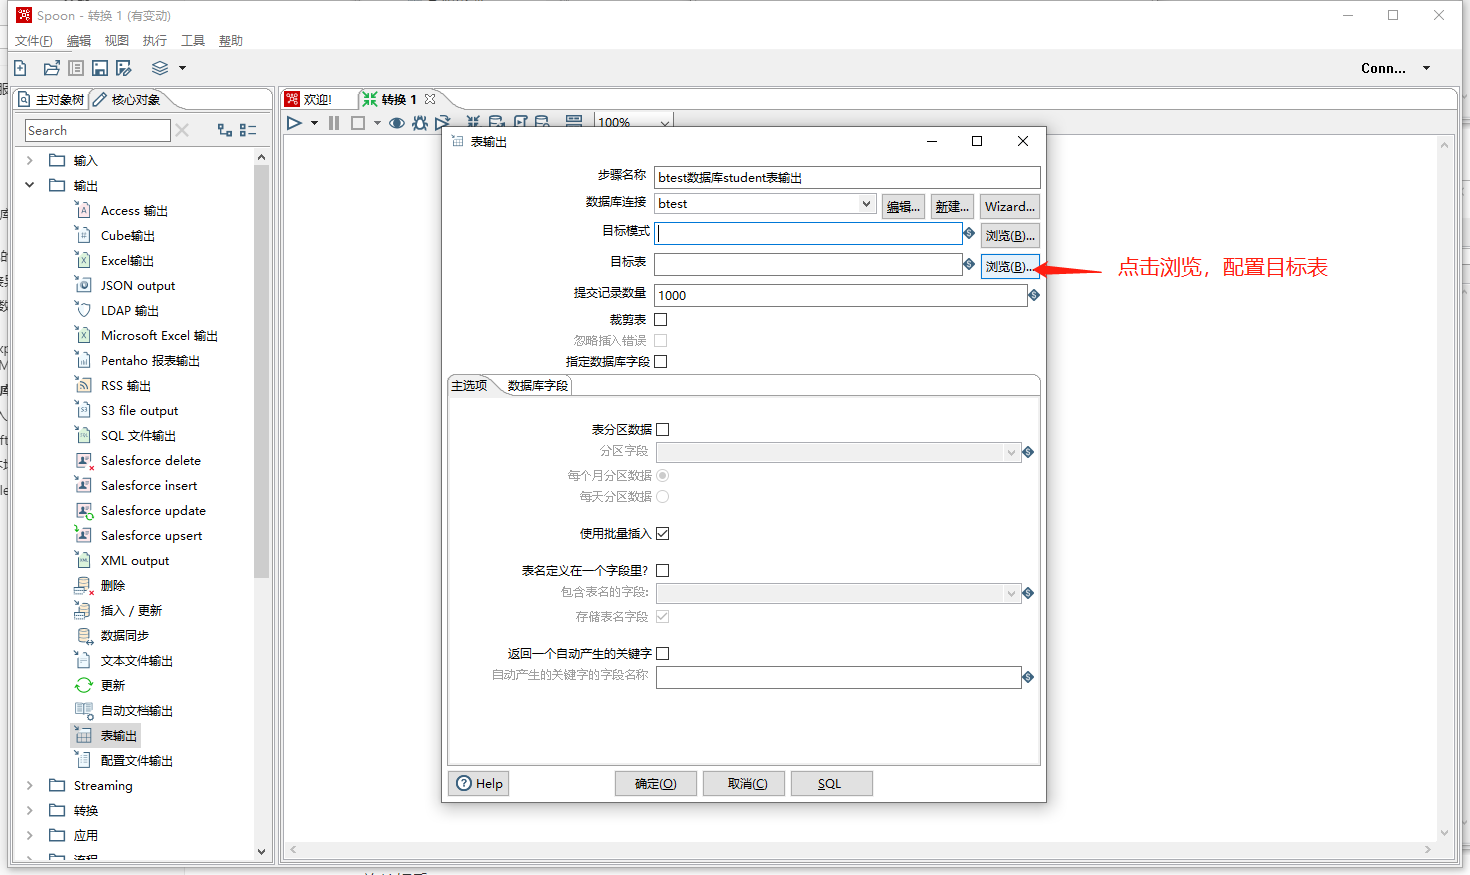 Spoon - 转换 1 (有变动)
文件(F) 编辑 视图 执行 工具 帮助
Conn...
主对象树 核心对象
欢迎! 转换 1
100%
Search
输入
输出
Access 输出
Cube输出
Excel输出
JSON output
LDAP 输出
Microsoft Excel 输出
Pentaho 报表输出
RSS 输出
S3 file output
SQL 文件输出
Salesforce delete
Salesforce insert
Salesforce update
Salesforce upsert
XML output
删除
插入 / 更新
数据同步
文本文件输出
更新
自动文档输出
表输出
配置文件输出
Streaming
转换
应用
流程
表输出
步骤名称 btest数据库student表输出
数据库连接 btest 编辑... 新建... Wizard...
目标模式 浏览(B)...
目标表 浏览(B)...
点击浏览，配置目标表
提交记录数量 1000
裁剪表
忽略插入错误
指定数据库字段
主选项 数据库字段
表分区数据
分区字段
每个月分区数据
每天分区数据
使用批量插入
表名定义在一个字段里?
包含表名的字段:
存储表名字段
返回一个自动产生的关键字
自动产生的关键字的字段名称
Help 确定(O) 取消(C) SQL